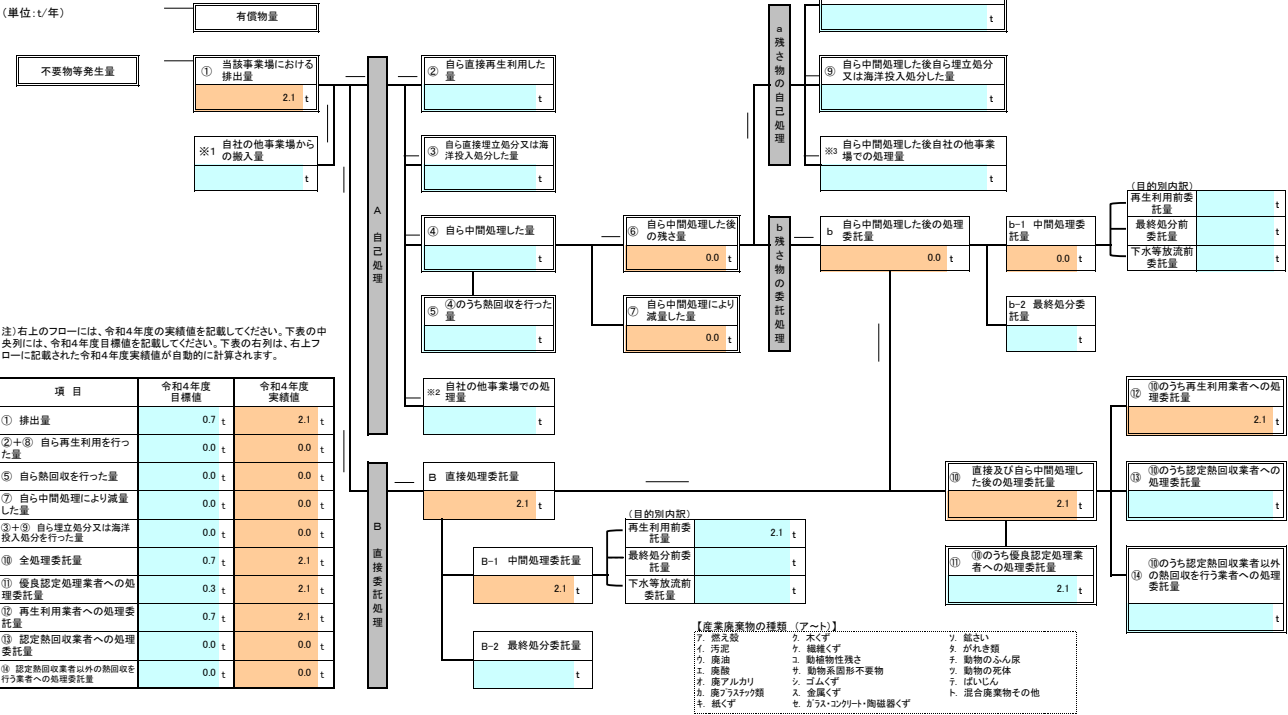 (単位:t/年)
有償物量
t
不要物等発生量
① 当該事業場における
排出量
2.1 t
※1 自社の他事業場から
の搬入量
t
A 自己処理
② 自ら直接再生利用した
量
t
③ 自ら直接埋立処分又は海
洋投入処分した量
t
④ 自ら中間処理した量
t
⑤ ④のうち熱回収を行った
量
t
※2 自社の他事業場での処
理量
t
⑥ 自ら中間処理した後
の残さ量
0.0 t
⑦ 自ら中間処理により
減量した量
0.0 t
a 残さ物の自己処理
⑨ 自ら中間処理した後自ら埋立処分
又は海洋投入処分した量
t
※3 自ら中間処理した後自社の他事業
場での処理量
t
b 残さ物の委託処理
b 自ら中間処理した後の処理
委託量
0.0 t
b-1 中間処理委
託量
0.0 t
b-2 最終処分委
託量
t
(目的別内訳)
再生利用前委
託量
t
最終処分前
委託量
t
下水等放流前
委託量
t
注)右上のフローには、令和4年度の実績値を記載してください。下表の中
央列には、令和4年度目標値を記載してください。下表の右列は、右上フ
ローに記載された令和4年度実績値が自動的に計算されます。
項 目 令和4年度
目標値 令和4年度
実績値
① 排出量 0.7 t 2.1 t
②+⑧ 自ら再生利用を行っ
た量 0.0 t 0.0 t
⑤ 自ら熱回収を行った量 0.0 t 0.0 t
⑦ 自ら中間処理により減量
した量 0.0 t 0.0 t
③+⑨ 自ら埋立処分又は海洋
投入処分を行った量 0.0 t 0.0 t
⑩ 全処理委託量 0.7 t 2.1 t
⑪ 優良認定処理業者への処
理委託量 0.3 t 2.1 t
⑫ 再生利用業者への処理委
託量 0.7 t 2.1 t
⑬ 認定熱回収業者への処理
委託量 0.0 t 0.0 t
⑭ 認定熱回収業者以外の熱回収を
行う業者への処理委託量 0.0 t 0.0 t
B 直接委託処理
B 直接処理委託量
2.1 t
B-1 中間処理委託量
2.1 t
B-2 最終処分委託量
t
(目的別内訳)
再生利用前委
託量
2.1 t
最終処分前委
託量
t
下水等放流前
委託量
t
⑩ 直接及び自ら中間処理し
た後の処理委託量
2.1 t
⑪ ⑩のうち優良認定処理業
者への処理委託量
2.1 t
⑫ ⑩のうち再生利用業者への処
理委託量
2.1 t
⑬ ⑩のうち認定熱回収業者への
処理委託量
t
⑭ ⑩のうち認定熱回収業者以外
の熱回収を行う業者への処理
委託量
t
【産業廃棄物の種類 (ア~ト)】
ア. 燃え殻 ク. 木くず ソ. 鉱さい
イ. 汚泥 ケ. 繊維くず タ. がれき類
ウ. 廃油 コ. 動植物性残さ チ. 動物のふん尿
エ. 廃酸 サ. 動物系固形不要物 ツ. 動物の死体
オ. 廃アルカリ シ. ゴムくず テ. ばいじん
カ. 廃プラスチック類 ス. 金属くず ト. 混合廃棄物その他
キ. 紙くず セ. ガラス・コンクリート・陶磁器くず